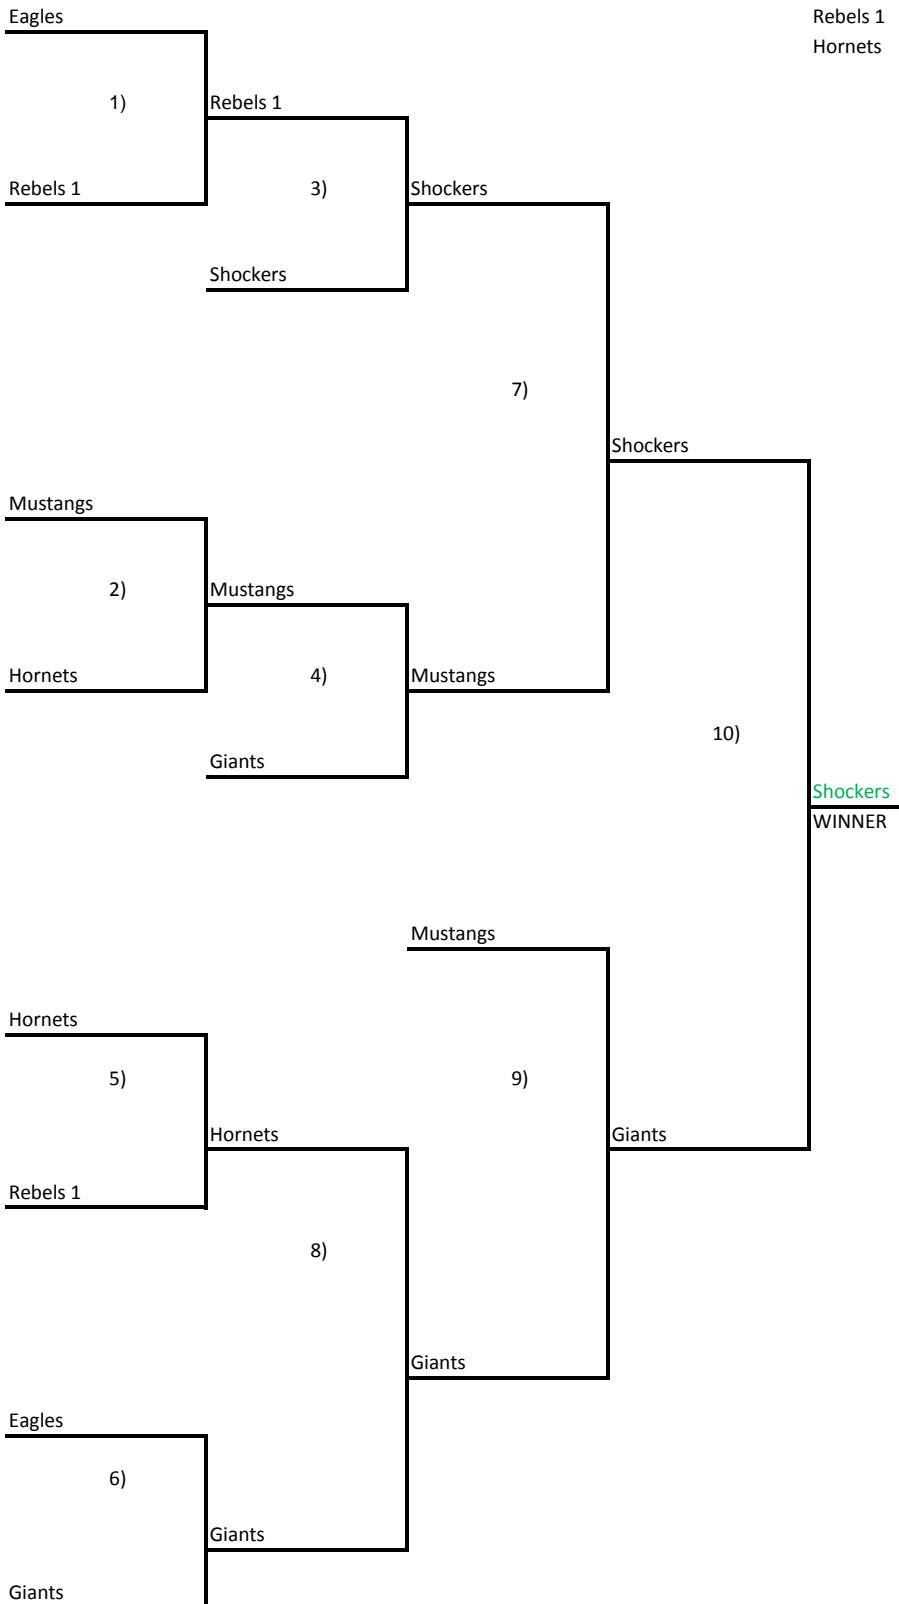 Eagles
Rebels 1
Hornets
1)
Rebels 1
Rebels 1
3)
Shockers
Shockers
7)
Shockers
Mustangs
2)
Mustangs
Hornets
4)
Mustangs
10)
Giants
Shockers
WINNER
Mustangs
Hornets
5)
9)
Hornets
Giants
Rebels 1
8)
Giants
Eagles
6)
Giants
Giants